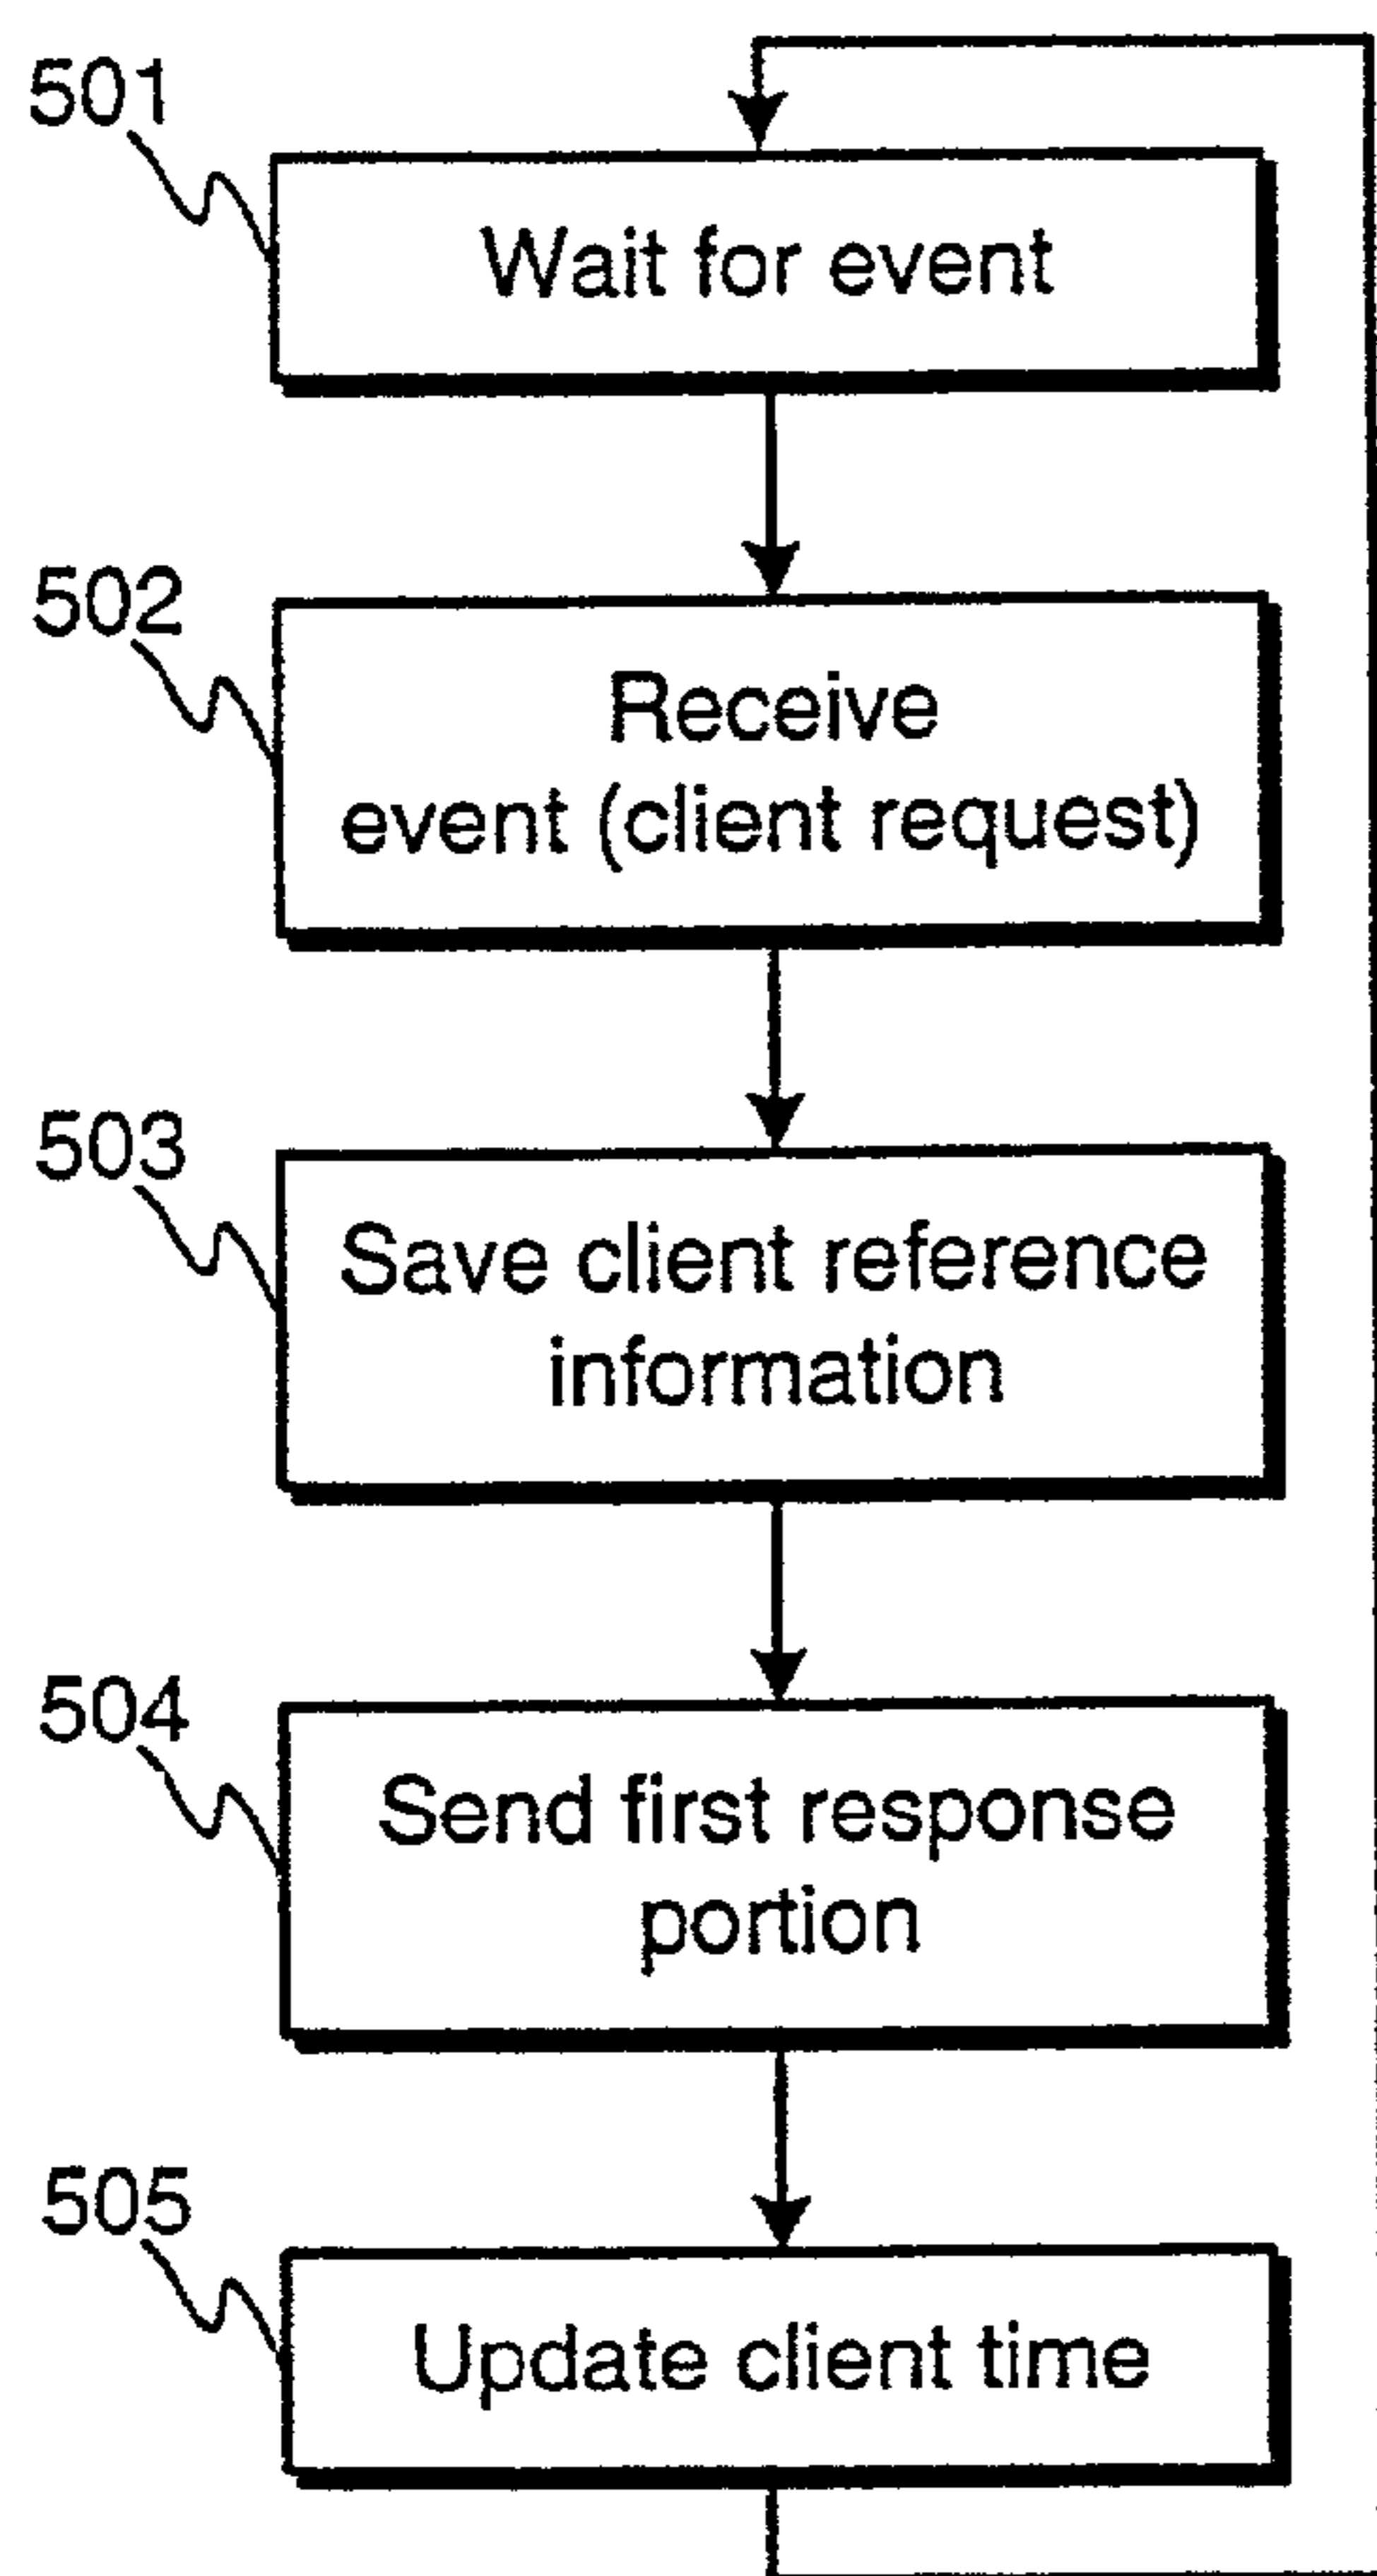 501
Wait for event
502
Receive
event (client request)
503
Save client reference
information
504
Send first response
portion
505
Update client time